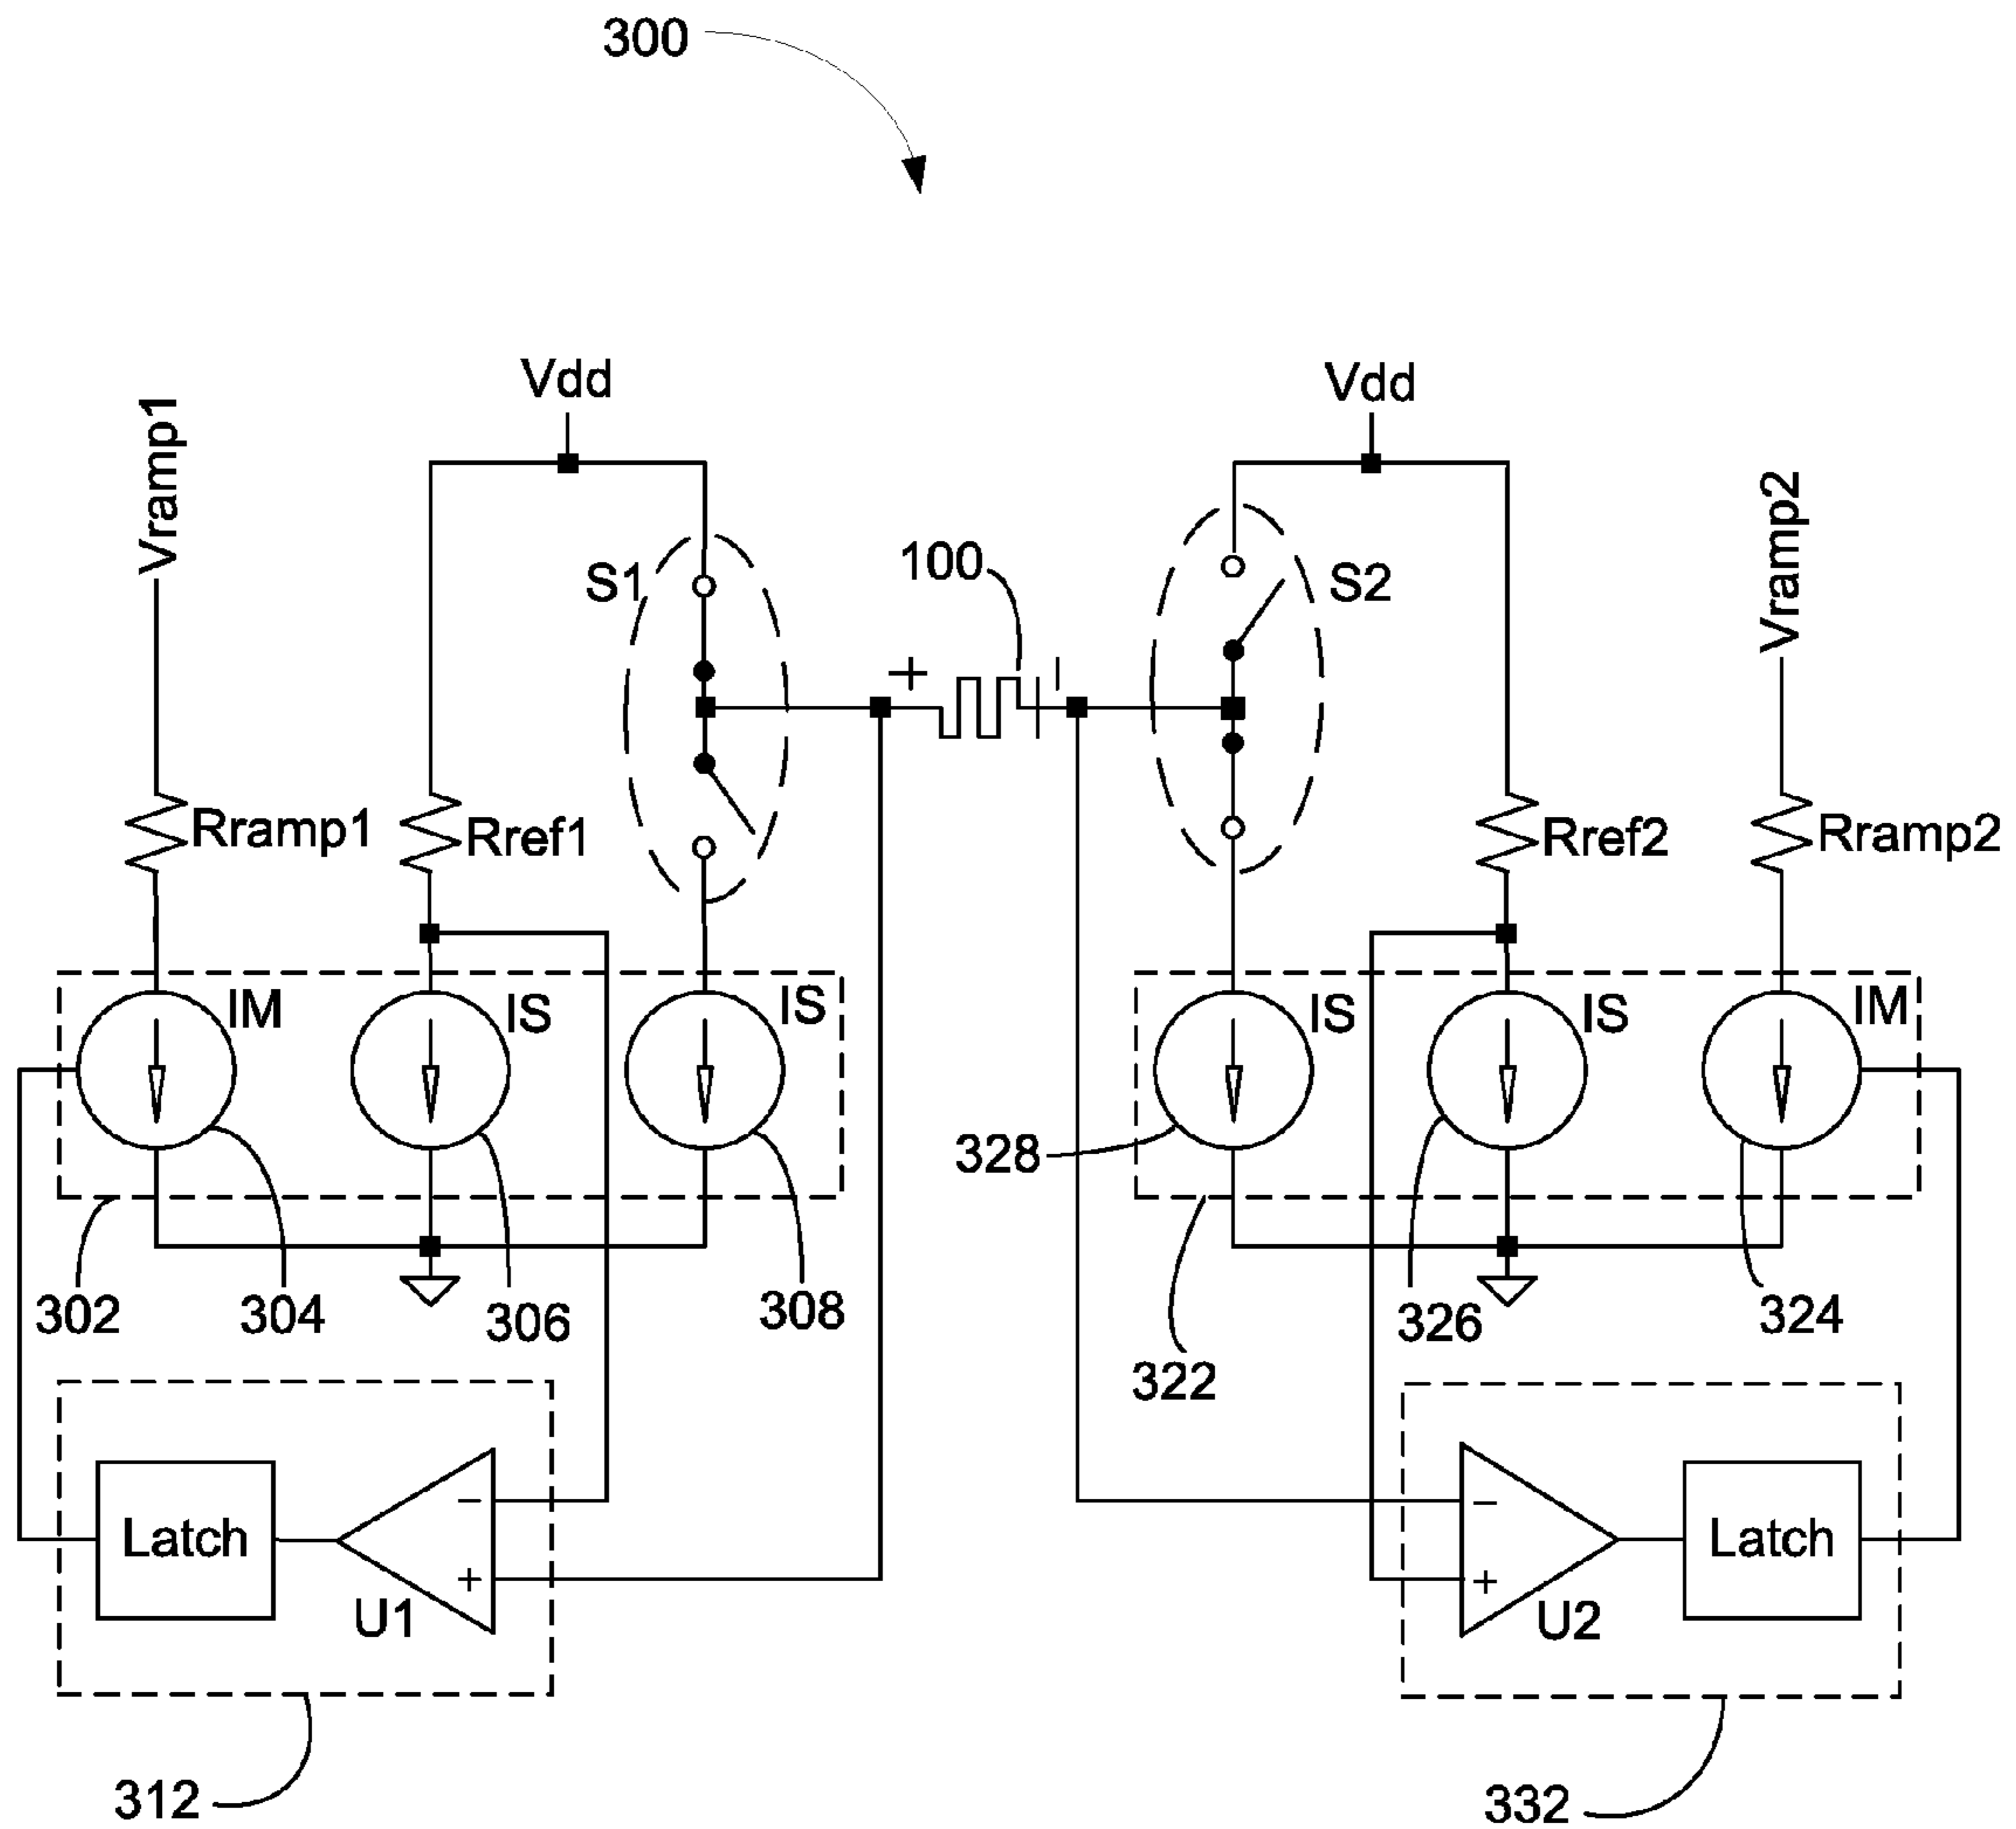 300
Vdd
Vdd
Vramp1
Vramp2
S1
100
S2
+
Rramp1
Rref1
Rref2
Rramp2
IM
IS
IS
IS
IS
IM
328
302
304
306
308
322
326
324
Latch
−
+
U1
−
+
U2
Latch
312
332